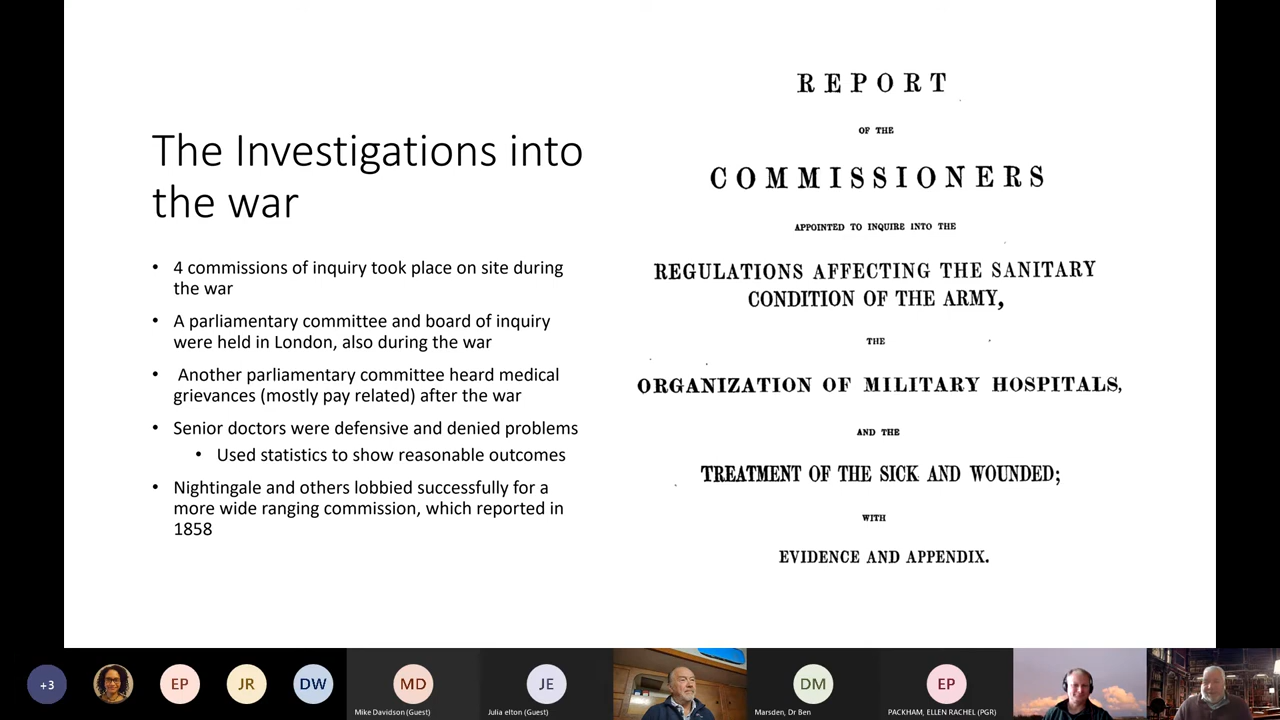 The Investigations into
the war
• 4 commissions of inquiry took place on site during
the war
• A parliamentary committee and board of inquiry
were held in London, also during the war
• Another parliamentary committee heard medical
grievances (mostly pay related) after the war
• Senior doctors were defensive and denied problems
• Used statistics to show reasonable outcomes
• Nightingale and others lobbied successfully for a
more wide ranging commission, which reported in
1858
REPORT
OF THE
COMMISSIONERS
APPOINTED TO INQUIRE INTO THE
REGULATIONS AFFECTING THE SANITARY
CONDITION OF THE ARMY,
THE
ORGANIZATION OF MILITARY HOSPITALS,
AND THE
TREATMENT OF THE SICK AND WOUNDED;
WITH
EVIDENCE AND APPENDIX.
+3
EP
JR
DW
MD
Mike Davidson (Guest)
JE
Julia elton (Guest)
DM
Marsden, Dr Ben
EP
PACKHAM, ELLEN RACHEL (PGR)